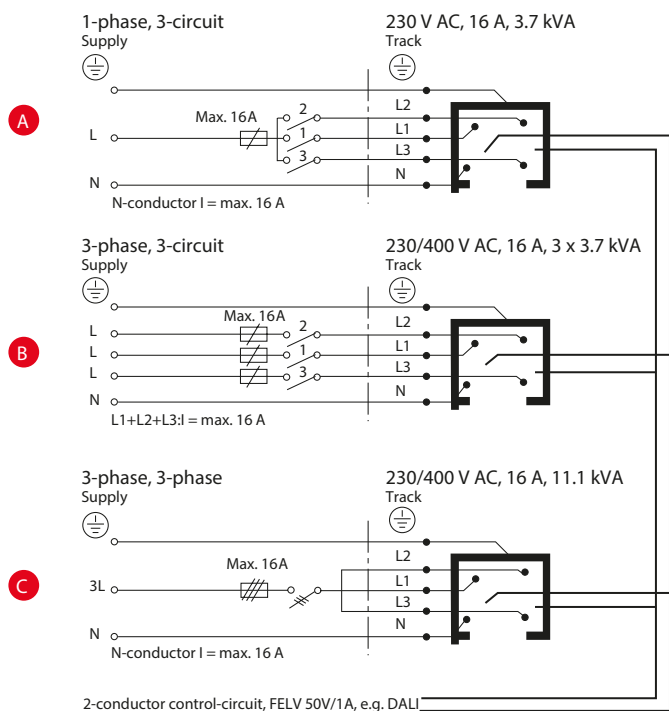 1-phase, 3-circuit
Supply
230 V AC, 16 A, 3.7 kVA
Track
A
L
N
Max. 16A
2
1
3
L2
L1
L3
N
N-conductor I = max. 16 A
3-phase, 3-circuit
Supply
230/400 V AC, 16 A, 3 x 3.7 kVA
Track
B
L
L
L
N
Max. 16A
2
1
3
L2
L1
L3
N
L1+L2+L3:I = max. 16 A
3-phase, 3-phase
Supply
230/400 V AC, 16 A, 11.1 kVA
Track
C
3L
N
Max. 16A
L2
L1
L3
N
N-conductor I = max. 16 A
2-conductor control-circuit, FELV 50V/1A, e.g. DALI